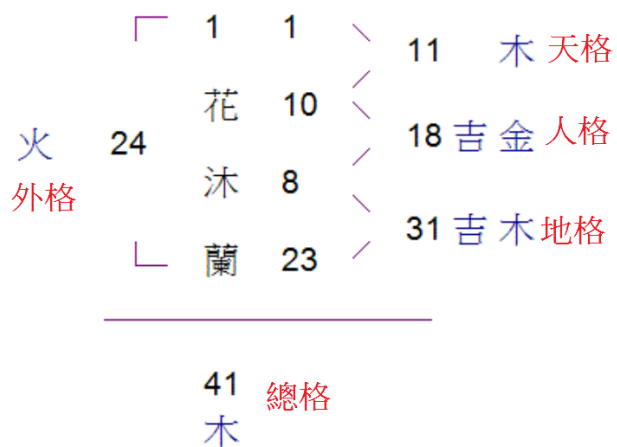 1 1
11 木 天格
花 10
火 24
18 吉 金 人格
外格
沐 8
31 吉 木 地格
蘭 23
41 總格
木